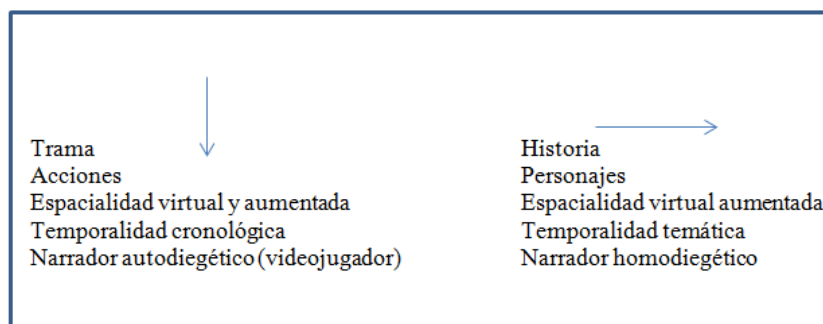 Trama
Acciones
Espacialidad virtual y aumentada
Temporalidad cronológica
Narrador autodiegético (videojugador)
Historia
Personajes
Espacialidad virtual aumentada
Temporalidad temática
Narrador homodiegético